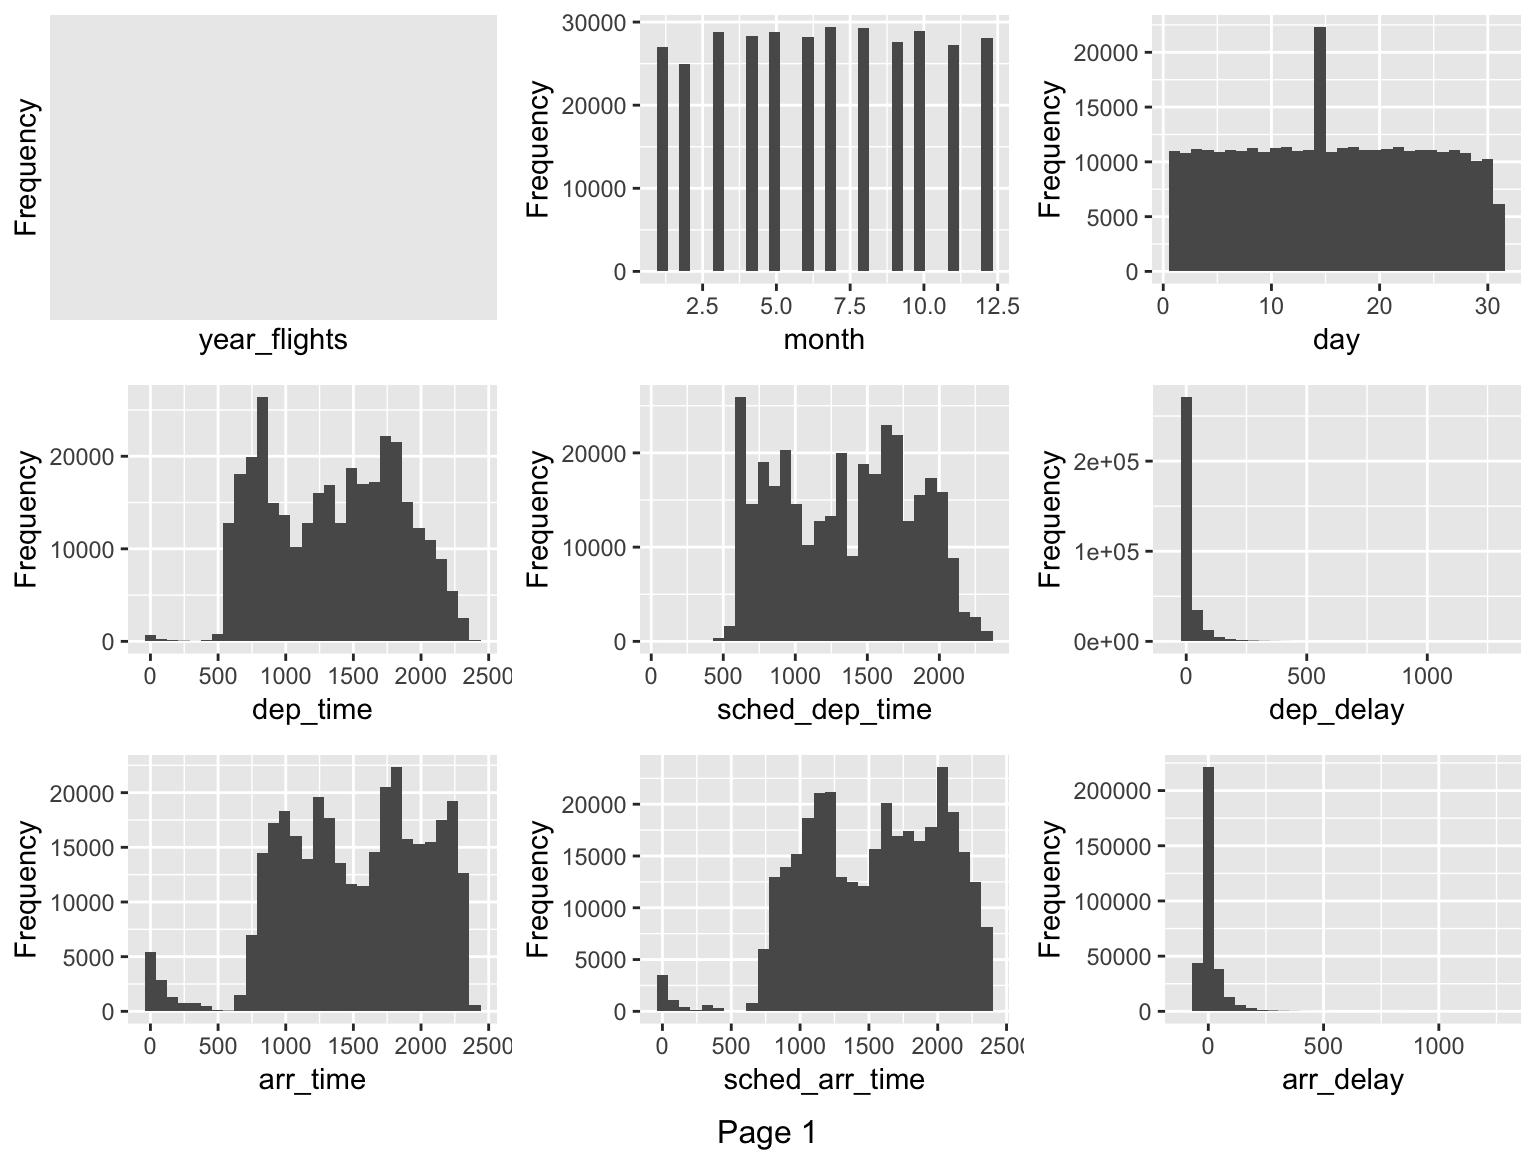 Frequency
year_flights
Frequency
30000
20000
10000
0
2.5 5.0 7.5 10.0 12.5
month
Frequency
20000
15000
10000
5000
0
0 10 20 30
day
Frequency
20000
10000
0
0 500 1000 1500 2000 2500
dep_time
Frequency
20000
10000
0
0 500 1000 1500 2000
sched_dep_time
Frequency
2e+05
1e+05
0e+00
0 500 1000
dep_delay
Frequency
20000
15000
10000
5000
0
0 500 1000 1500 2000 2500
arr_time
Frequency
20000
15000
10000
5000
0
0 500 1000 1500 2000 2500
sched_arr_time
Frequency
200000
150000
100000
50000
0
0 500 1000
arr_delay
Page 1